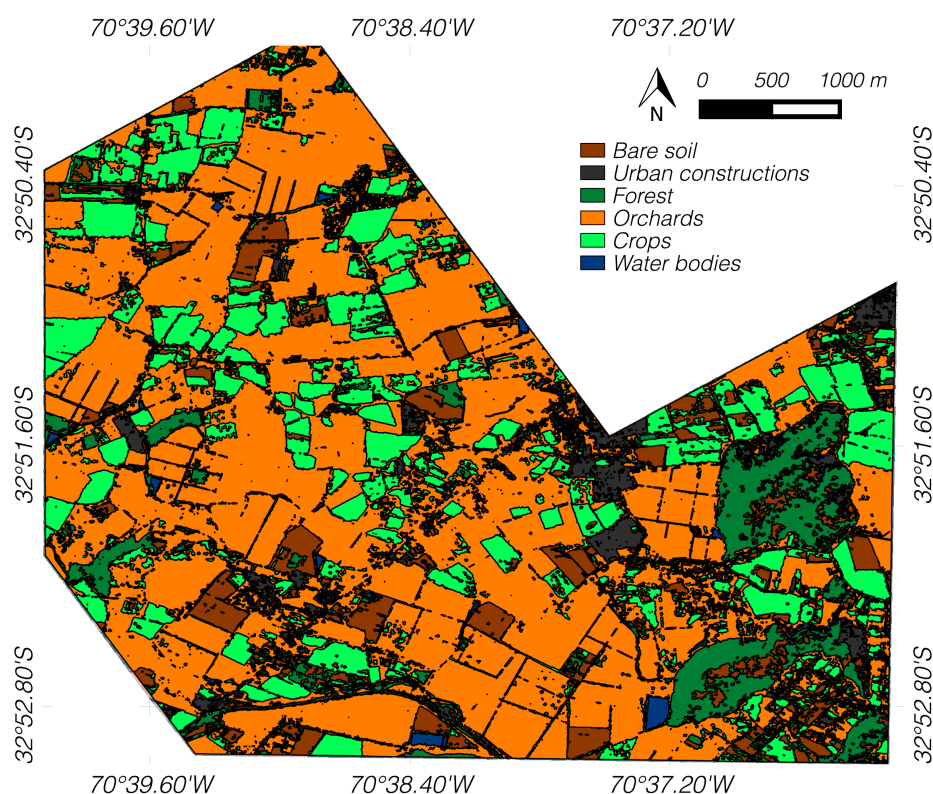 70°39.60'W 70°38.40'W 70°37.20'W
0 500 1000 m
N
32°50.40'S 32°50.40'S
Bare soil
Urban constructions
Forest
Orchards
Crops
Water bodies
32°51.60'S 32°51.60'S
32°52.80'S 32°52.80'S
70°39.60'W 70°38.40'W 70°37.20'W